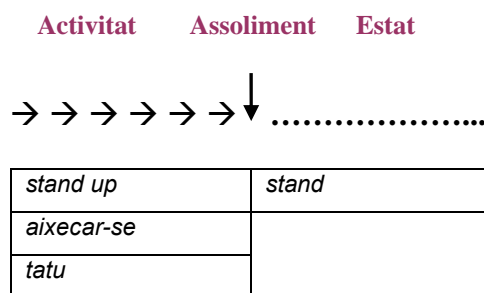 Activitat Assoliment Estat
→ → → → → → ↓ .......................
stand up stand
aixecar-se
tatu